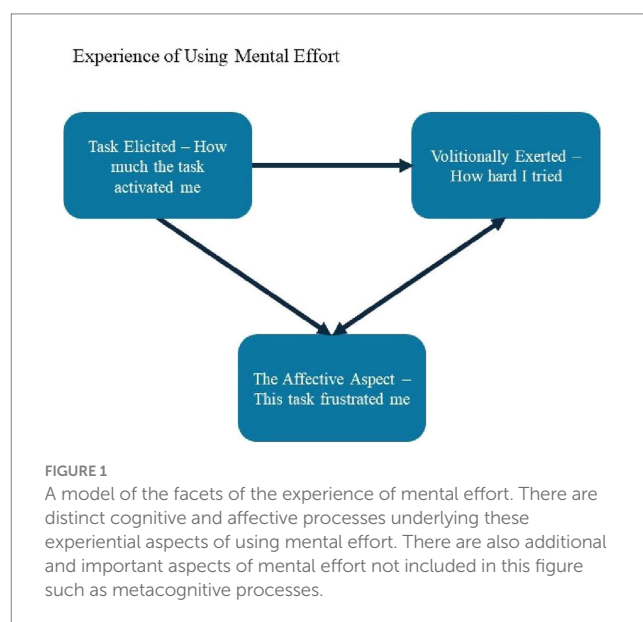 Experience of Using Mental Effort
Task Elicited – How
much the task
activated me
Volitionally Exerted –
How hard I tried
The Affective Aspect –
This task frustrated me
FIGURE 1
A model of the facets of the experience of mental effort. There are
distinct cognitive and affective processes underlying these
experiential aspects of using mental effort. There are also additional
and important aspects of mental effort not included in this figure
such as metacognitive processes.